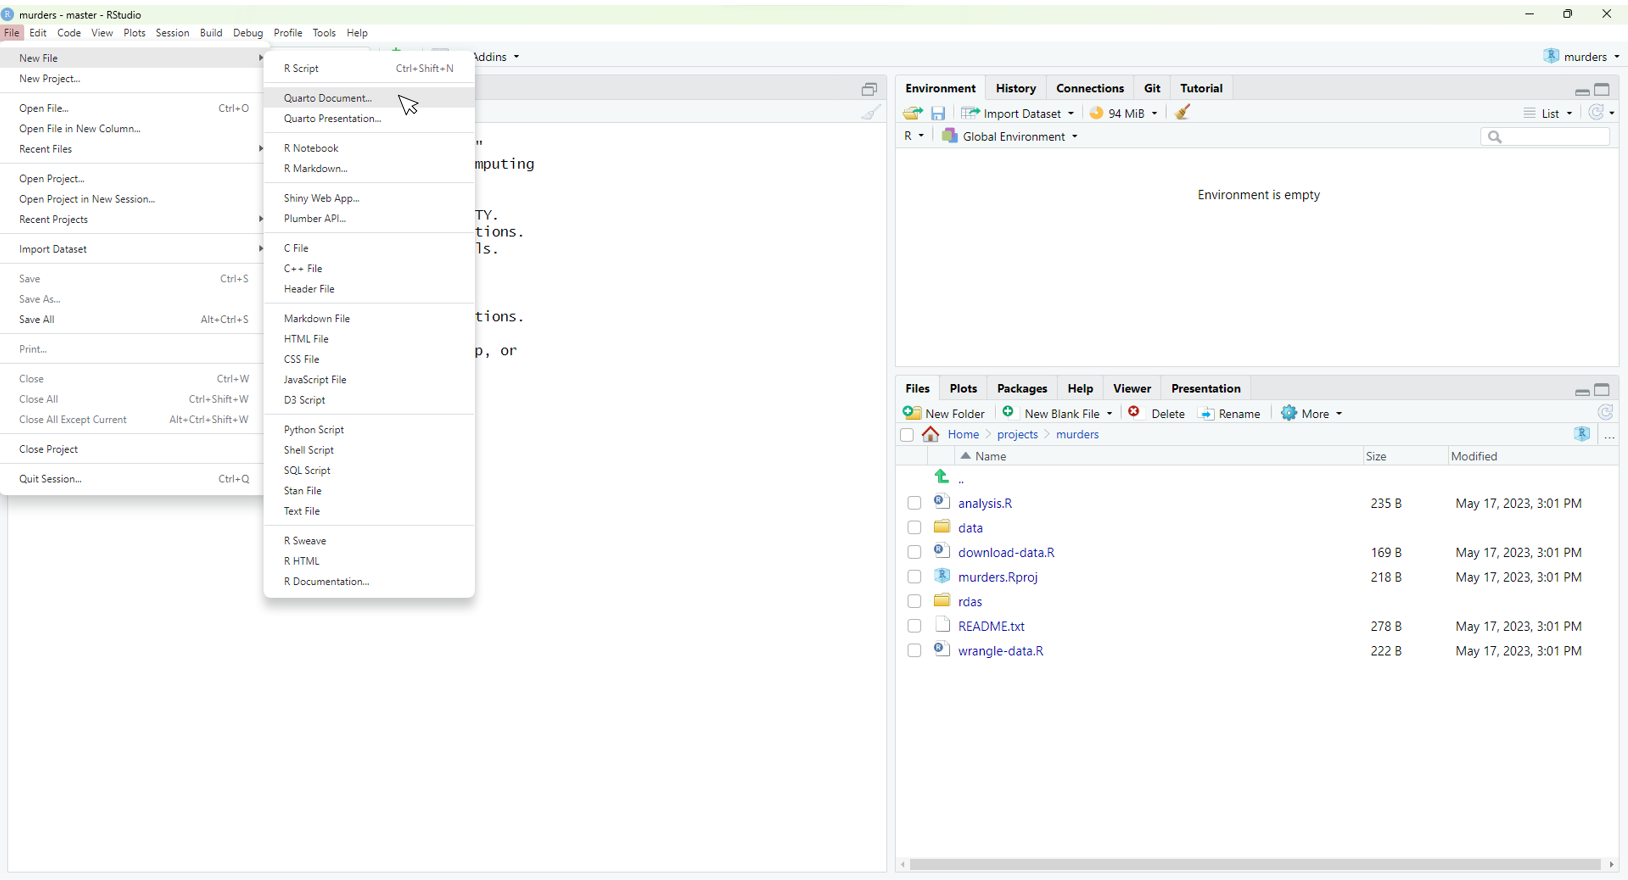 murders - master - RStudio
File Edit Code View Plots Session Build Debug Profile Tools Help
New File
New Project...
Open File... Ctrl+O
Open File in New Column...
Recent Files
Open Project...
Open Project in New Session...
Recent Projects
Import Dataset
Save Ctrl+S
Save As...
Save All Alt+Ctrl+S
Print...
Close Ctrl+W
Close All Ctrl+Shift+W
Close All Except Current Alt+Ctrl+Shift+W
Close Project
Quit Session... Ctrl+Q
R Script Ctrl+Shift+N
Quarto Document...
Quarto Presentation...
R Notebook
R Markdown...
Shiny Web App...
Plumber API...
C File
C++ File
Header File
Markdown File
HTML File
CSS File
JavaScript File
D3 Script
Python Script
Shell Script
SQL Script
Stan File
Text File
R Sweave
R HTML
R Documentation...
Addins
murders
"
mputing
TY.
tions.
ls.
tions.
p, or
Environment History Connections Git Tutorial
Import Dataset 94 MiB List
R Global Environment
Environment is empty
Files Plots Packages Help Viewer Presentation
New Folder New Blank File Delete Rename More
Home projects murders ...
Name Size Modified
..
analysis.R 235 B May 17, 2023, 3:01 PM
data
download-data.R 169 B May 17, 2023, 3:01 PM
murders.Rproj 218 B May 17, 2023, 3:01 PM
rdas
README.txt 278 B May 17, 2023, 3:01 PM
wrangle-data.R 222 B May 17, 2023, 3:01 PM